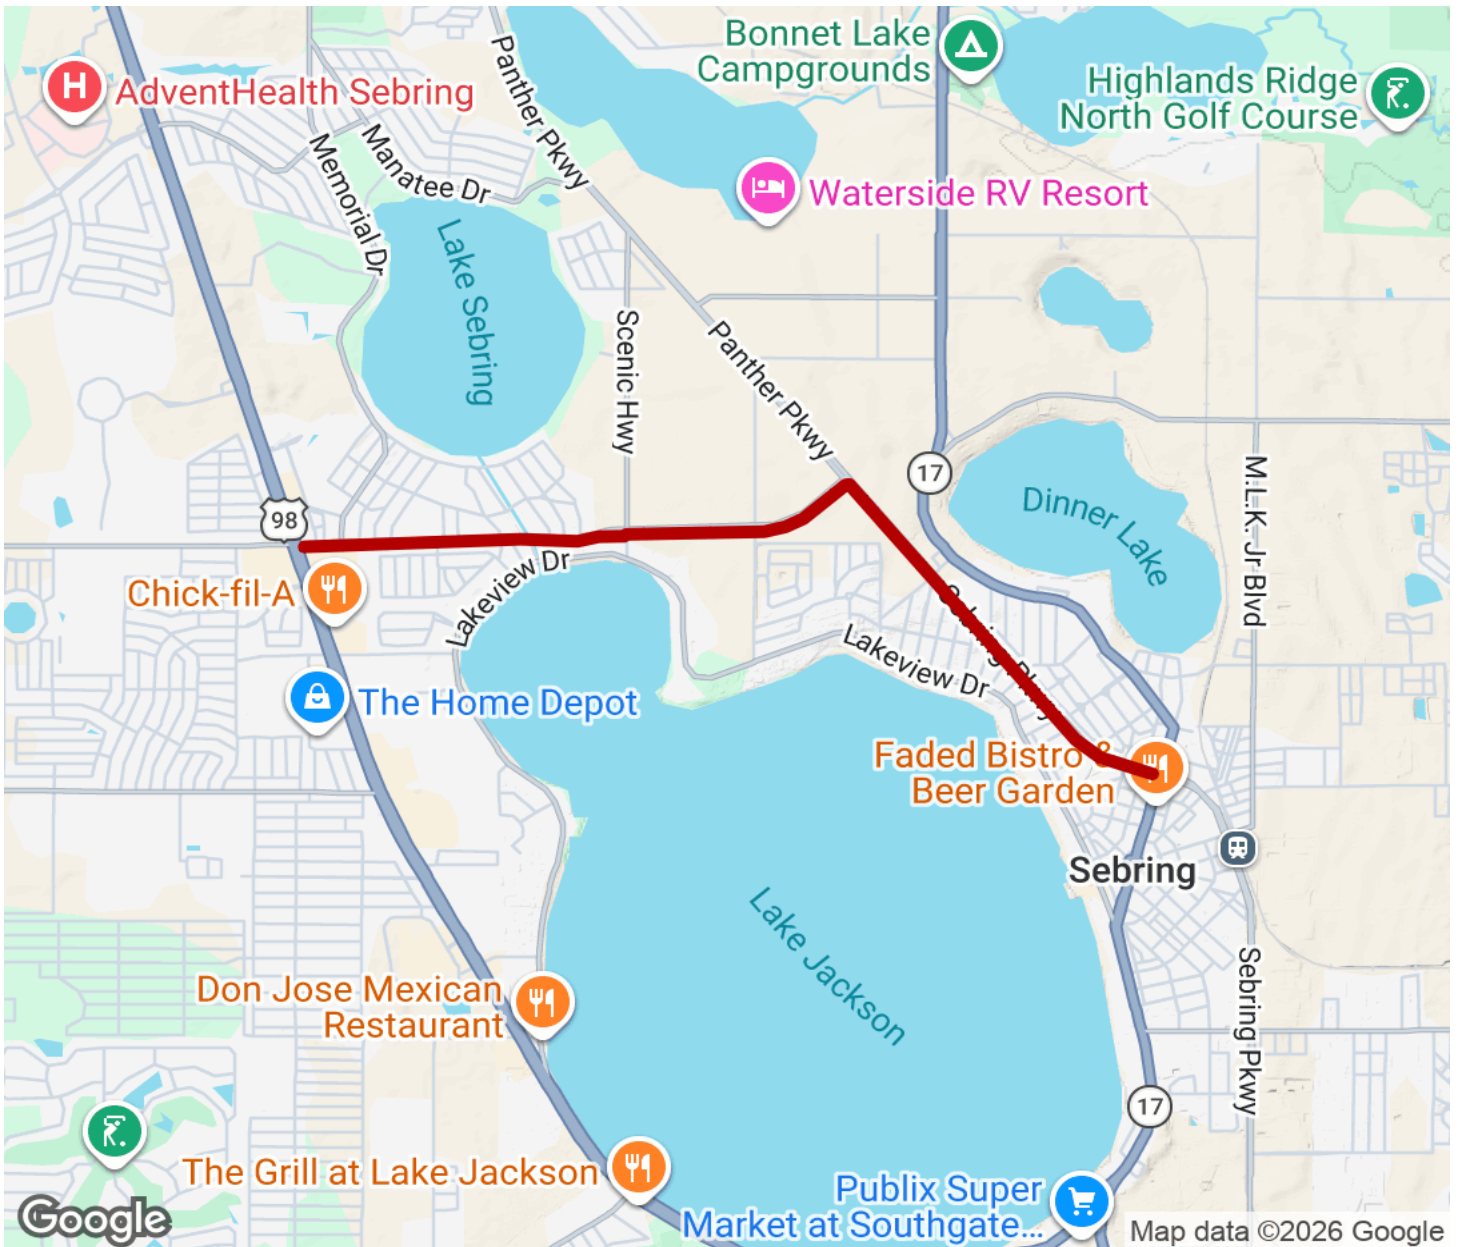 Bonnet Lake
Campgrounds
Highlands Ridge
North Golf Course
AdventHealth Sebring
Panther Pkwy
Manatee Dr
Memorial Dr
Waterside RV Resort
Lake Sebring
Scenic Hwy
Panther Pkwy
17
98
Dinner Lake
M.L.K. Jr Blvd
Chick-fil-A
Lakeview Dr
Sebring Pkwy
Lakeview Dr
The Home Depot
Faded Bistro &
Beer Garden
Sebring
Lake Jackson
Don Jose Mexican
Restaurant
Sebring Pkwy
17
The Grill at Lake Jackson
Publix Super
Market at Southgate...
Google
Map data ©2026 Google